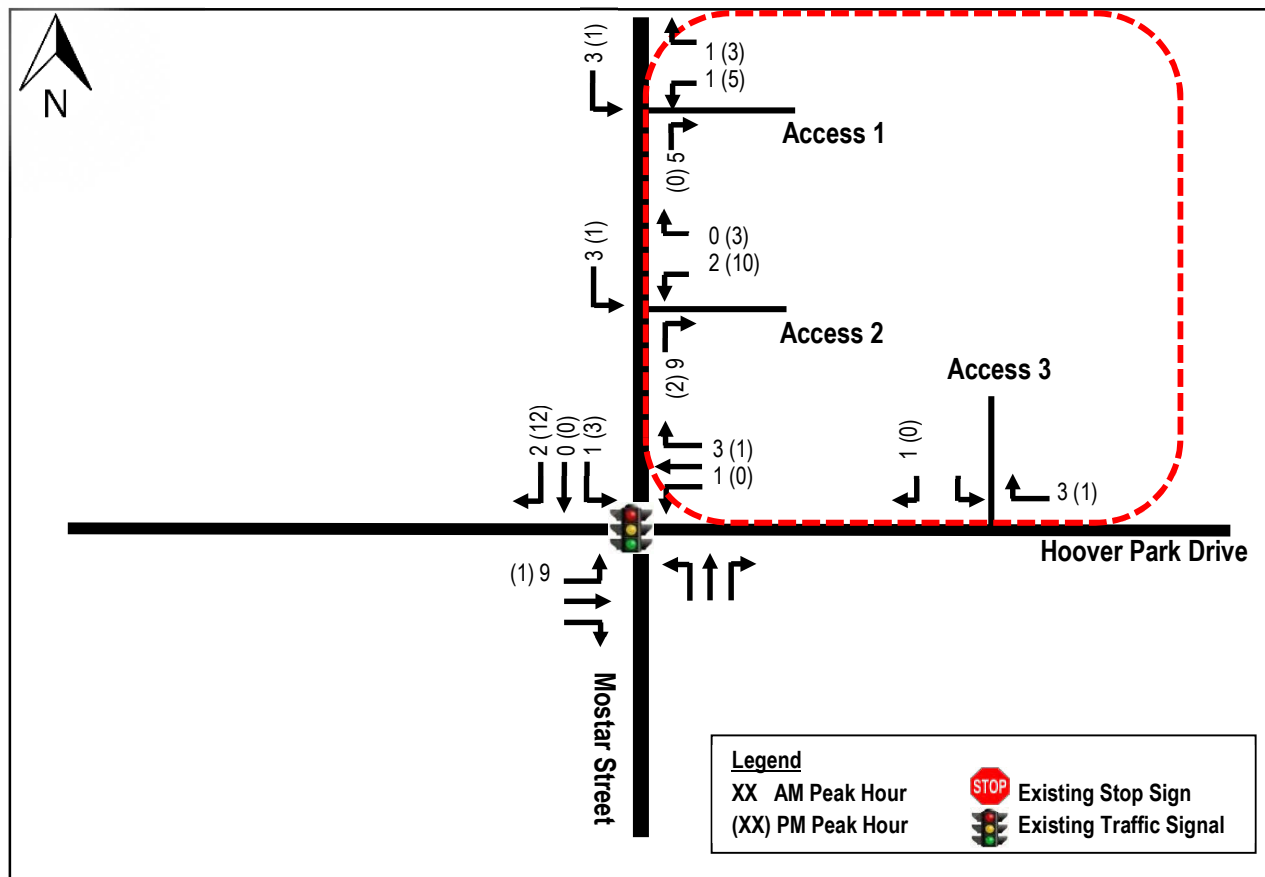 N
3 (1)
1 (3)
1 (5)
Access 1
(0) 5
3 (1)
0 (3)
2 (10)
Access 2
(2) 9
Access 3
2 (12)
0 (0)
1 (3)
3 (1)
1 (0)
1 (0)
3 (1)
Hoover Park Drive
(1) 9
Mostar Street
Legend
XX AM Peak Hour
STOP Existing Stop Sign
(XX) PM Peak Hour
Existing Traffic Signal